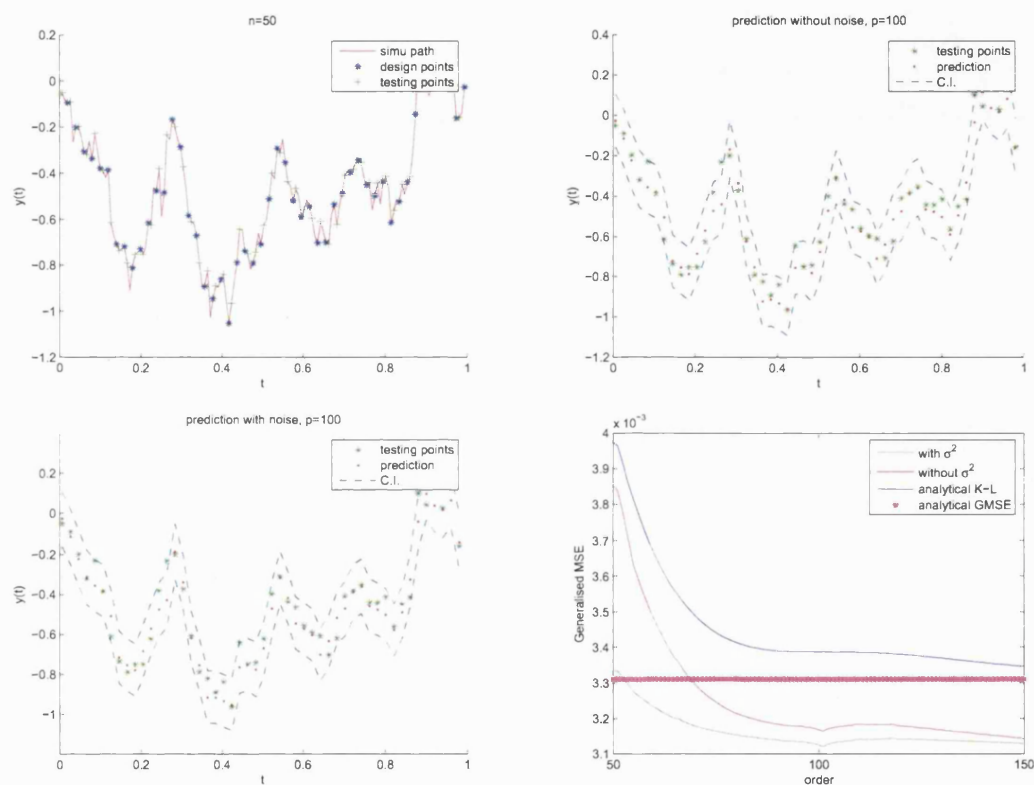 n=50
0.2
0
−0.2
−0.4
−0.6
−0.8
−1
−1.2
y(t)
0 0.2 0.4 0.6 0.8 1
t
simu path
design points
testing points
prediction without noise, p=100
0.4
0.2
0
−0.2
−0.4
−0.6
−0.8
−1
−1.2
y(t)
0 0.2 0.4 0.6 0.8 1
t
testing points
prediction
C.I.
prediction with noise, p=100
0.2
0
−0.2
−0.4
−0.6
−0.8
−1
y(t)
0 0.2 0.4 0.6 0.8 1
t
testing points
prediction
C.I.
x 10⁻³
4
3.9
3.8
3.7
3.6
3.5
3.4
3.3
3.2
3.1
Generalised MSE
50 100 150
order
with σ²
without σ²
analytical K−L
analytical GMSE